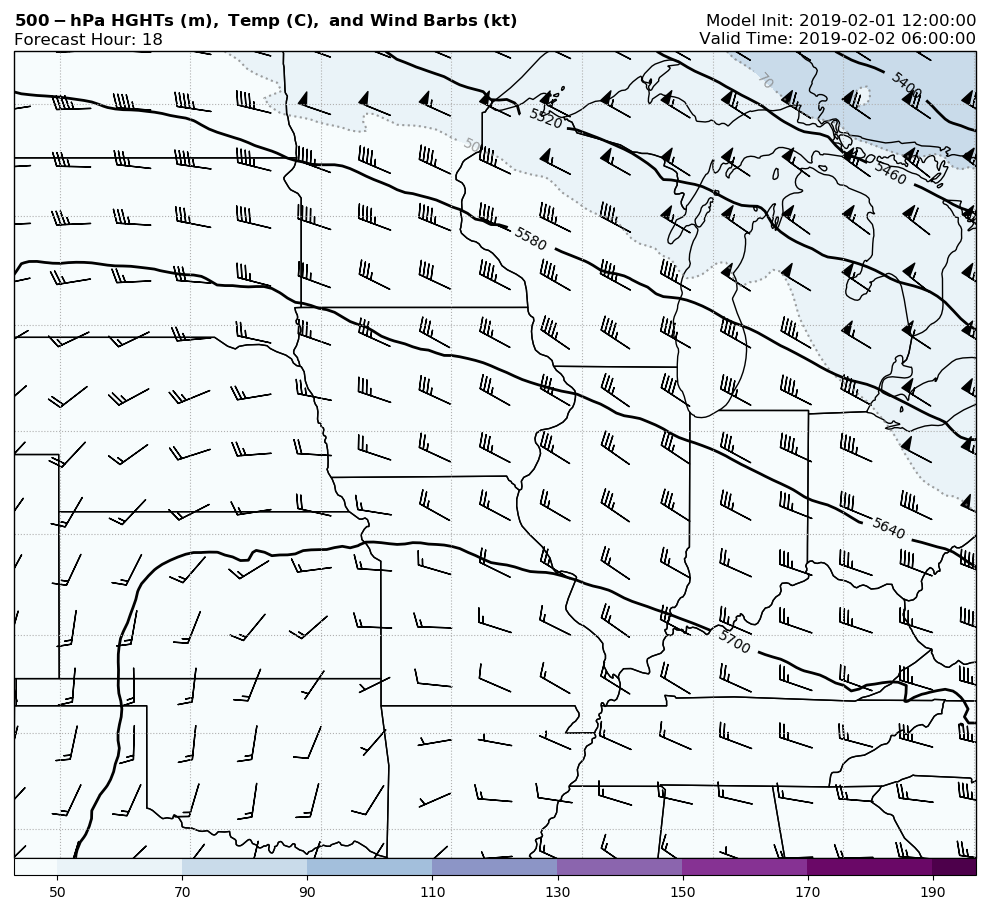 500-hPa HGHTs (m), Temp (C), and Wind Barbs (kt)
Model Init: 2019-02-01 12:00:00
Forecast Hour: 18
Valid Time: 2019-02-02 06:00:00
70
5400
5520
50
5460
5580
5640
5700
50 70 90 110 130 150 170 190